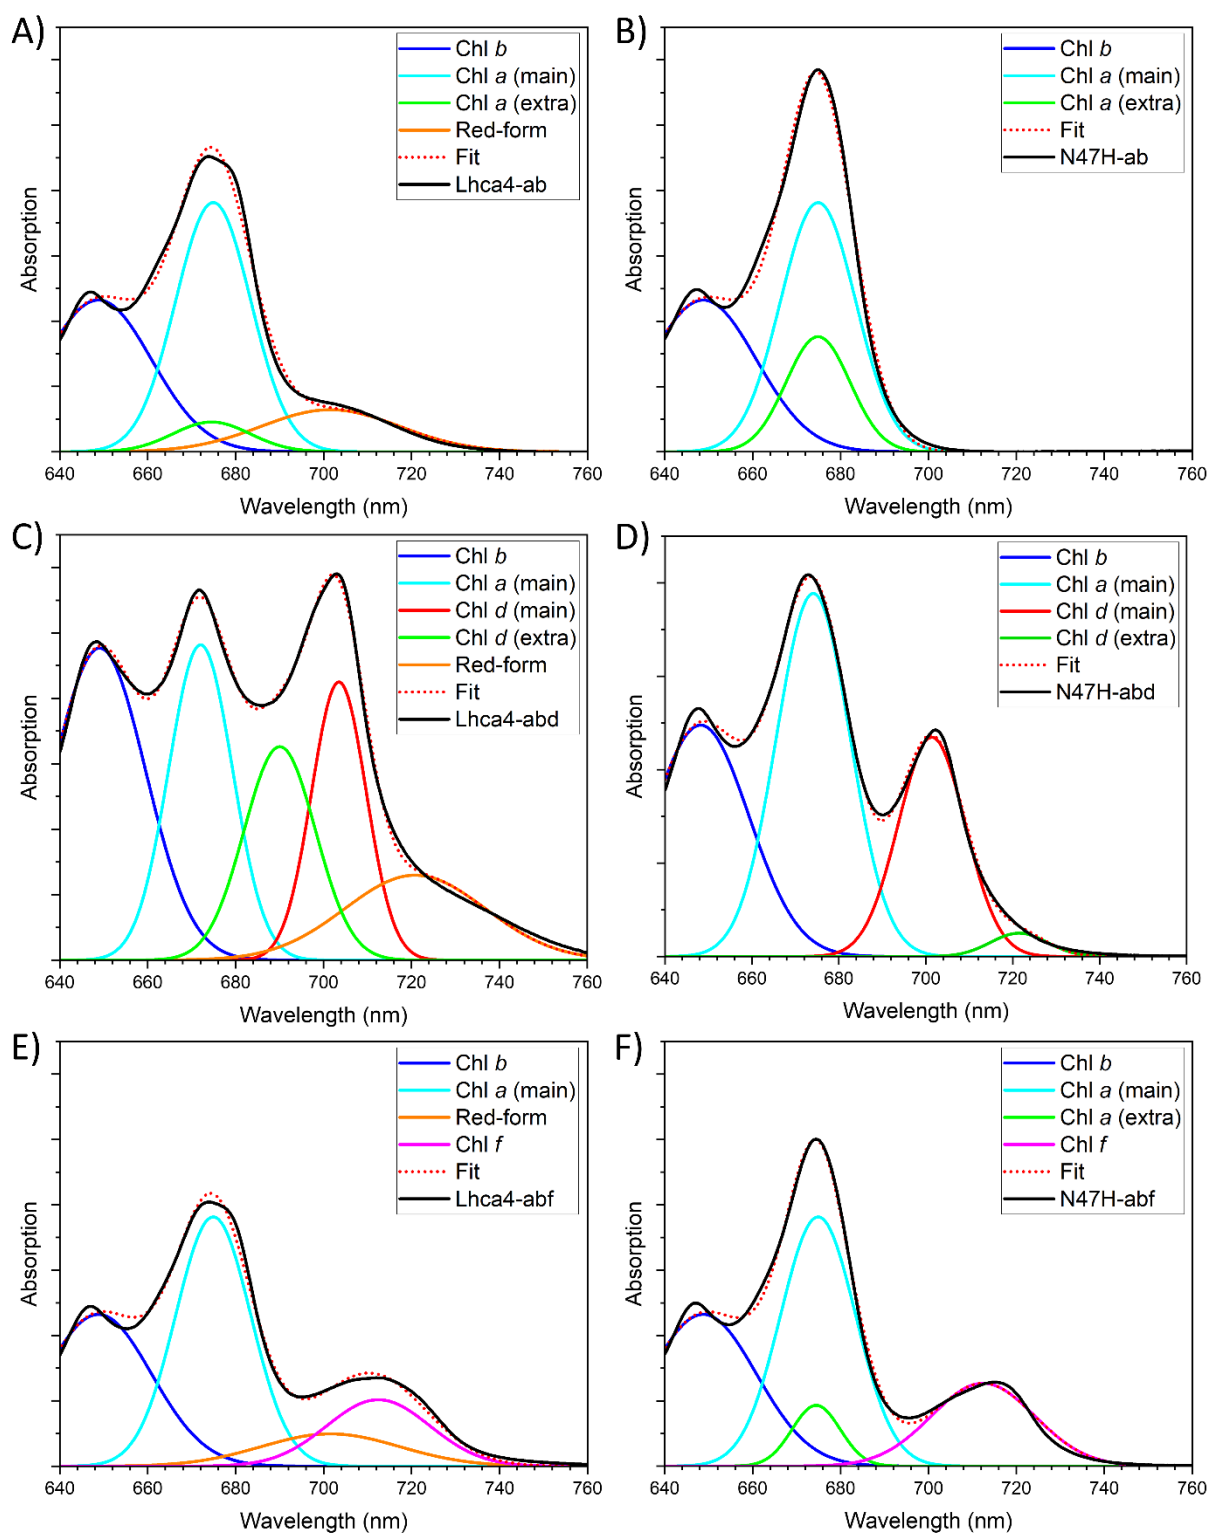 A)
Absorption
Chl b
Chl a (main)
Chl a (extra)
Red-form
Fit
Lhca4-ab
640 660 680 700 720 740 760
Wavelength (nm)
B)
Absorption
Chl b
Chl a (main)
Chl a (extra)
Fit
N47H-ab
640 660 680 700 720 740 760
Wavelength (nm)
C)
Absorption
Chl b
Chl a (main)
Chl d (main)
Chl d (extra)
Red-form
Fit
Lhca4-abd
640 660 680 700 720 740 760
Wavelength (nm)
D)
Absorption
Chl b
Chl a (main)
Chl d (main)
Chl d (extra)
Fit
N47H-abd
640 660 680 700 720 740 760
Wavelength (nm)
E)
Absorption
Chl b
Chl a (main)
Red-form
Chl f
Fit
Lhca4-abf
640 660 680 700 720 740 760
Wavelength (nm)
F)
Absorption
Chl b
Chl a (main)
Chl a (extra)
Chl f
Fit
N47H-abf
640 660 680 700 720 740 760
Wavelength (nm)